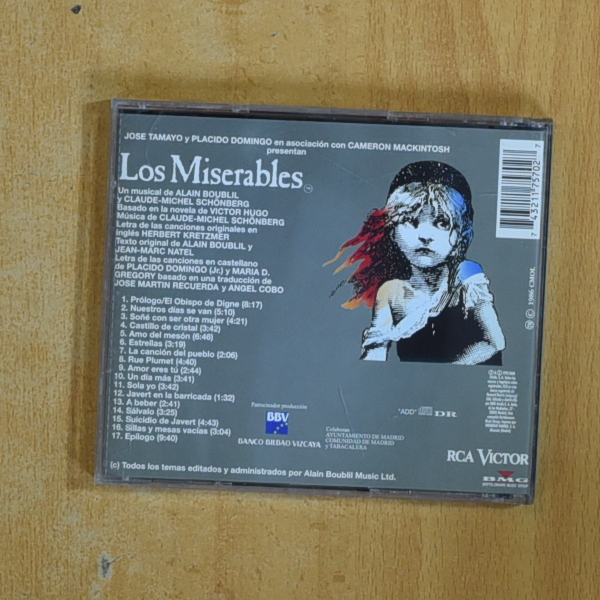 JOSE TAMAYO y PLACIDO DOMINGO en asociación con CAMERON MACKINTOSH
presentan
Los Miserables
Un musical de ALAIN BOUBLIL
y CLAUDE-MICHEL SCHÖNBERG
Basado en la novela de VICTOR HUGO
Música de CLAUDE-MICHEL SCHÖNBERG
Letra de las canciones originales en
inglés HERBERT KRETZMER
Texto original de ALAIN BOUBLIL y
JEAN-MARC NATEL
Letra de las canciones en castellano
de PLACIDO DOMINGO (Jr.) y MARIA D.
GREGORY basado en una traducción de
JOSE MARTIN RECUERDA y ANGEL COBO
1. Prólogo/El Obispo de Digne (8:17)
2. Nuestros días se van (5:10)
3. Soñé con ser otra mujer (4:21)
4. Castillo de cristal (3:42)
5. Amo del mesón (6:46)
6. Estrellas (3:19)
7. La canción del pueblo (2:06)
8. Rue Plumet (4:40)
9. Amor eres tú (2:44)
10. Un día más (3:41)
11. Sola yo (3:42)
12. Javert en la barricada (1:32)
13. A beber (2:41)
14. Sálvalo (3:25)
15. Suicidio de Javert (4:43)
16. Sillas y mesas vacías (3:04)
17. Epílogo (9:40)
(c) Todos los temas editados y administrados por Alain Boublil Music Ltd.
Patrocinador producción
BBV
BANCO BILBAO VIZCAYA
Colaboran
AYUNTAMIENTO DE MADRID
COMUNIDAD DE MADRID
y TABACALERA
"ADD"
DR
7 43211 75702 7
1986 CMOL
RCA VICTOR
BMG